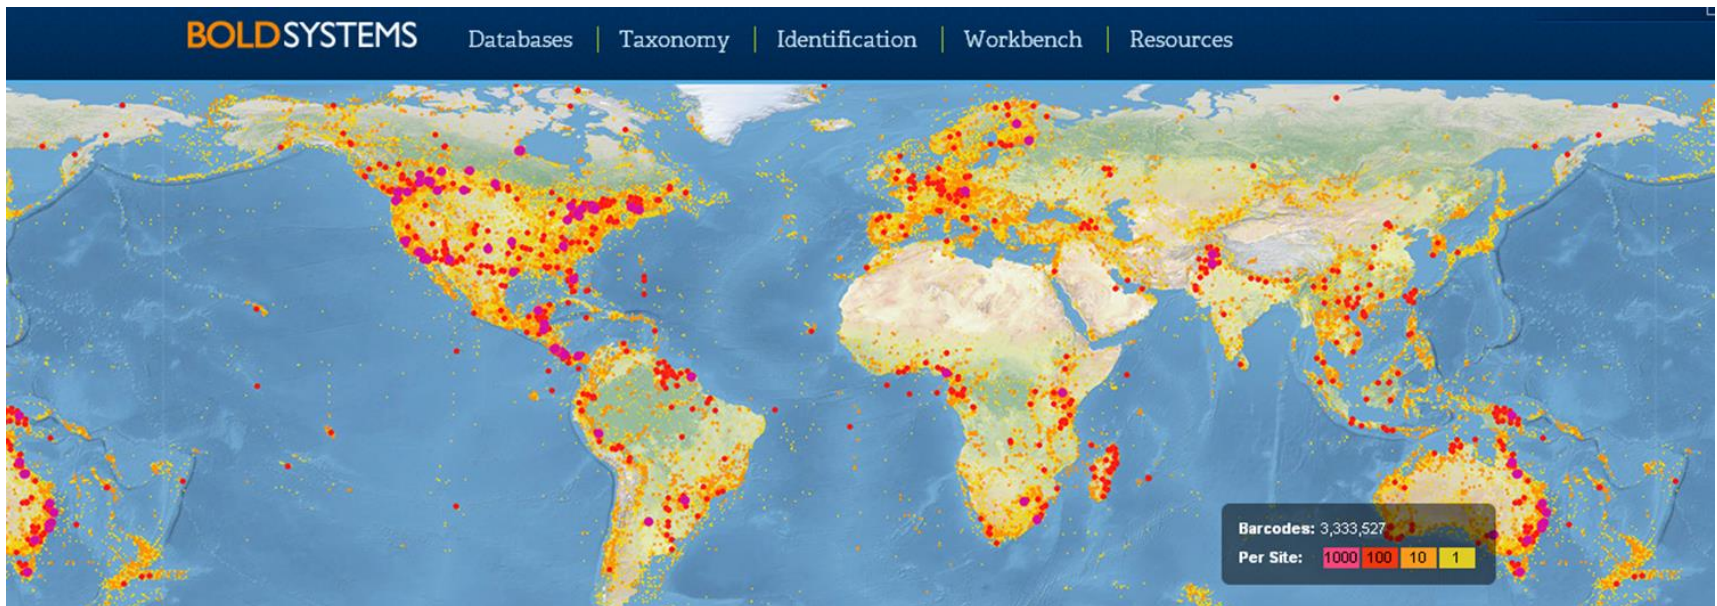 BOLDSYSTEMS Databases Taxonomy Identification Workbench Resources
Barcodes: 3,333,527
Per Site: 1000 100 10 1